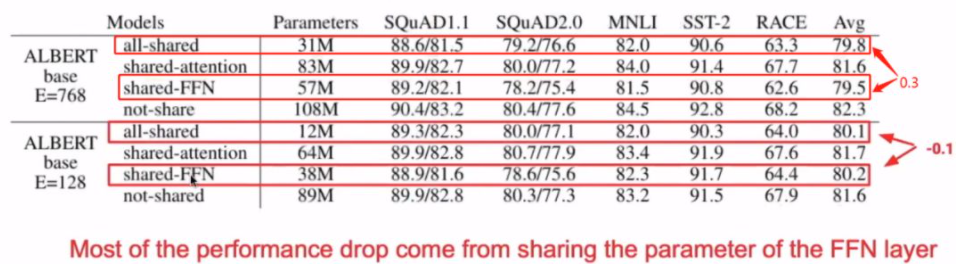 Models Parameters SQuAD1.1 SQuAD2.0 MNLI SST-2 RACE Avg
ALBERT base E=768
all-shared 31M 88.6/81.5 79.2/76.6 82.0 90.6 63.3 79.8
shared-attention 83M 89.9/82.7 80.0/77.2 84.0 91.4 67.7 81.6
shared-FFN 57M 89.2/82.1 78.2/75.4 81.5 90.8 62.6 79.5
not-share 108M 90.4/83.2 80.4/77.6 84.5 92.8 68.2 82.3
0.3
ALBERT base E=128
all-shared 12M 89.3/82.3 80.0/77.1 82.0 90.3 64.0 80.1
shared-attention 64M 89.9/82.8 80.7/77.9 83.4 91.9 67.6 81.7
shared-FFN 38M 88.9/81.6 78.6/75.6 82.3 91.7 64.4 80.2
not-shared 89M 89.9/82.8 80.3/77.3 83.2 91.5 67.9 81.6
-0.1
Most of the performance drop come from sharing the parameter of the FFN layer